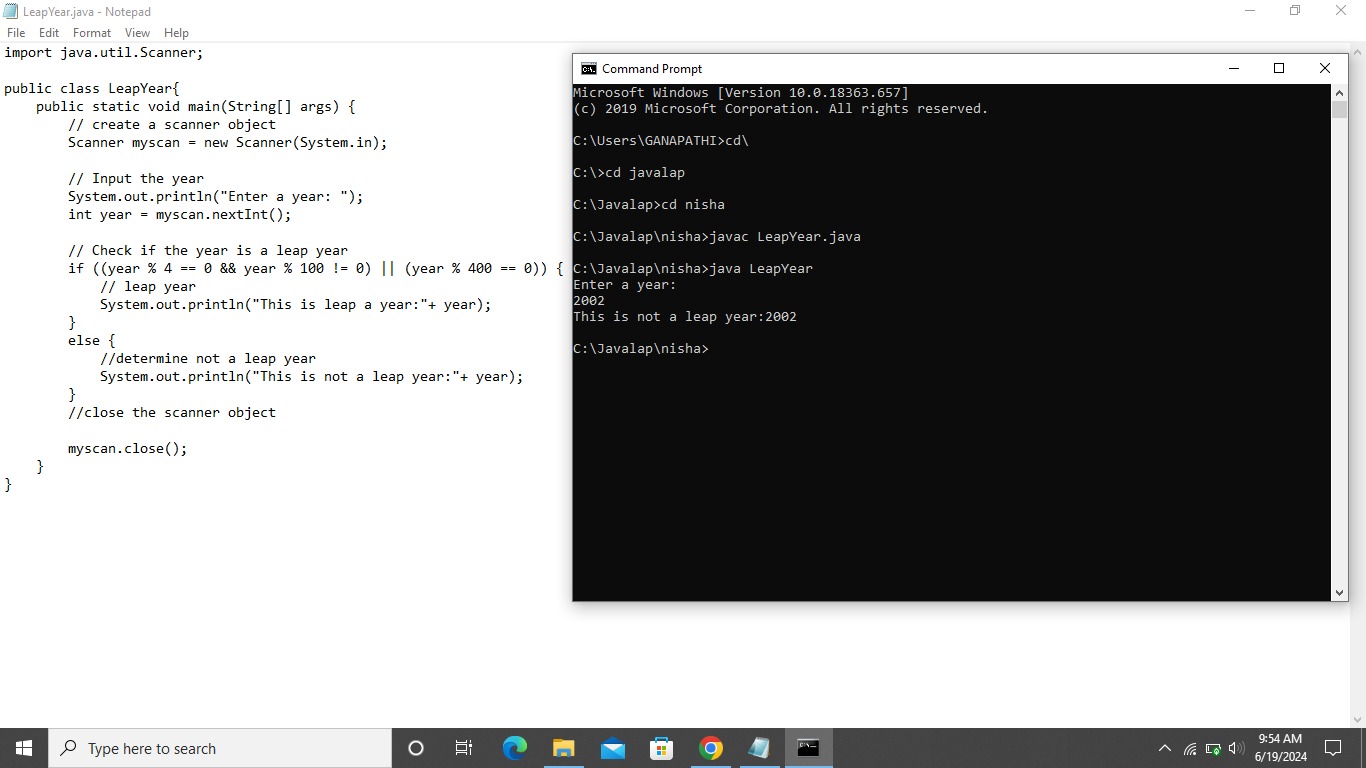 LeapYear.java - Notepad
File Edit Format View Help
import java.util.Scanner;
public class LeapYear{
public static void main(String[] args) {
// create a scanner object
Scanner myscan = new Scanner(System.in);
// Input the year
System.out.println("Enter a year: ");
int year = myscan.nextInt();
// Check if the year is a leap year
if ((year % 4 == 0 && year % 100 != 0) || (year % 400 == 0)) {
// leap year
System.out.println("This is leap a year:"+ year);
}
else {
//determine not a leap year
System.out.println("This is not a leap year:"+ year);
}
//close the scanner object
myscan.close();
}
}
Command Prompt
Microsoft Windows [Version 10.0.18363.657]
(c) 2019 Microsoft Corporation. All rights reserved.
C:\Users\GANAPATHI>cd\
C:\>cd javalap
C:\Javalap>cd nisha
C:\Javalap\nisha>javac LeapYear.java
C:\Javalap\nisha>java LeapYear
Enter a year:
2002
This is not a leap year:2002
C:\Javalap\nisha>
Type here to search
9:54 AM
6/19/2024